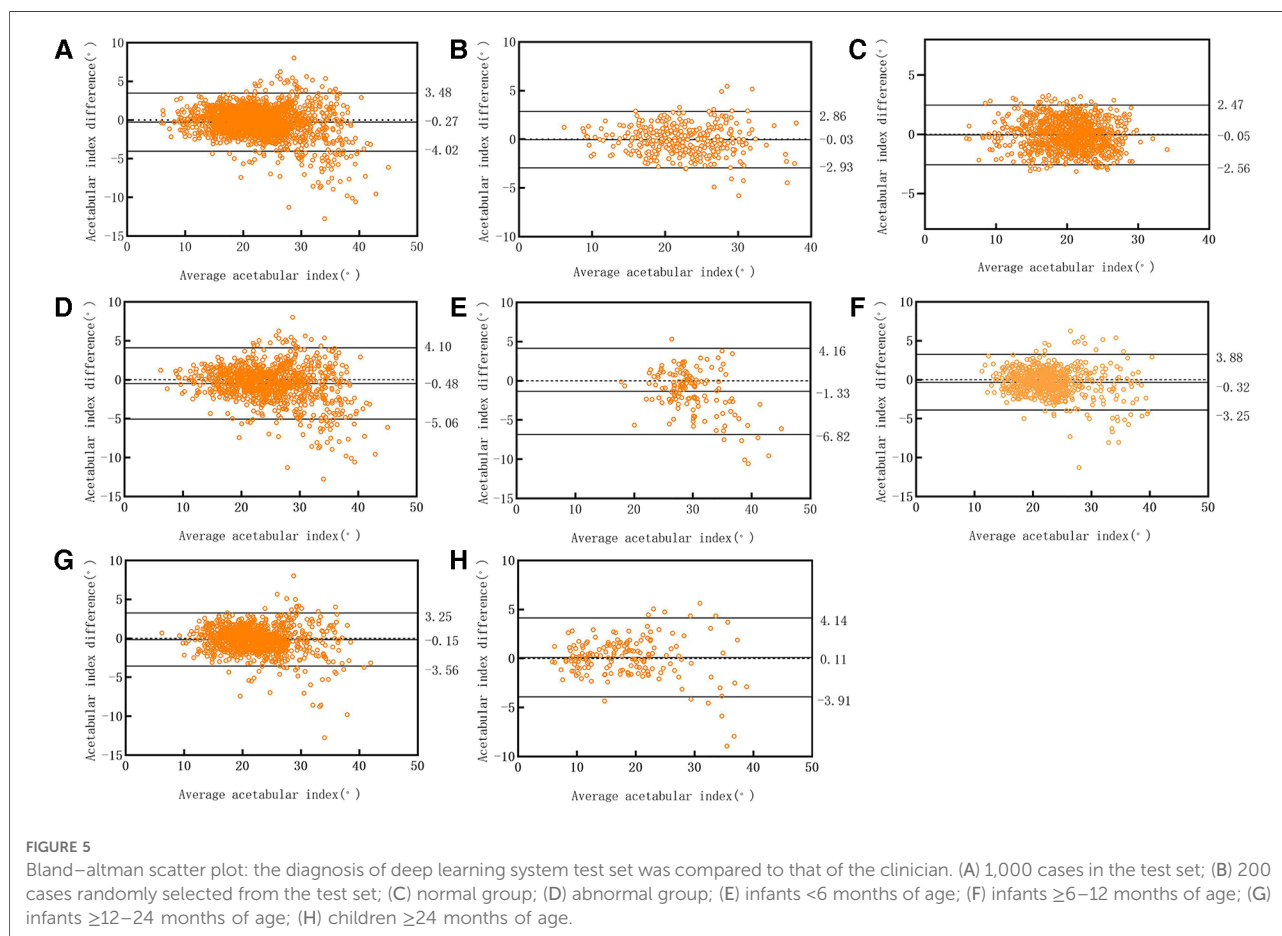 A
Acetabular index difference(°)
10
5
0
−5
−10
−15
0 10 20 30 40 50
3.48
−0.27
−4.02
Average acetabular index(°)
B
Acetabular index difference(°)
10
5
0
−5
−10
0 10 20 30 40
2.86
−0.03
−2.93
Average acetabular index(°)
C
Acetabular index difference(°)
5
0
−5
0 10 20 30 40
2.47
−0.05
−2.56
Average acetabular index(°)
D
Acetabular index difference(°)
10
5
0
−5
−10
−15
0 10 20 30 40 50
4.10
−0.48
−5.06
Average acetabular index(°)
E
Acetabular index difference(°)
10
5
0
−5
−10
−15
0 10 20 30 40 50
4.16
−1.33
−6.82
Average acetabular index(°)
F
Acetabular index difference(°)
10
5
0
−5
−10
−15
0 10 20 30 40 50
3.88
−0.32
−3.25
Average acetabular index(°)
G
Acetabular index difference(°)
10
5
0
−5
−10
−15
0 10 20 30 40 50
3.25
−0.15
−3.56
Average acetabular index(°)
H
Acetabular index difference(°)
10
5
0
−5
−10
0 10 20 30 40 50
4.14
0.11
−3.91
Average acetabular index(°)
FIGURE 5
Bland–altman scatter plot: the diagnosis of deep learning system test set was compared to that of the clinician. (A) 1,000 cases in the test set; (B) 200
cases randomly selected from the test set; (C) normal group; (D) abnormal group; (E) infants <6 months of age; (F) infants ≥6–12 months of age; (G)
infants ≥12–24 months of age; (H) children ≥24 months of age.